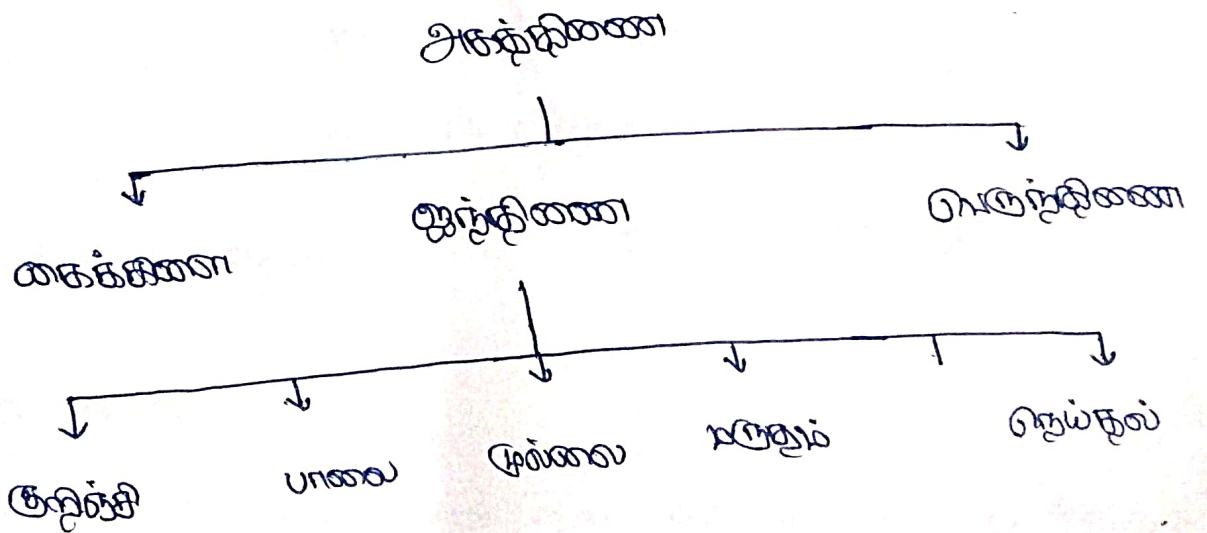 அகத்திணை
கைக்கிளை ஐந்திணை பெருந்திணை
குறிஞ்சி பாலை முல்லை மருதம் நெய்தல்